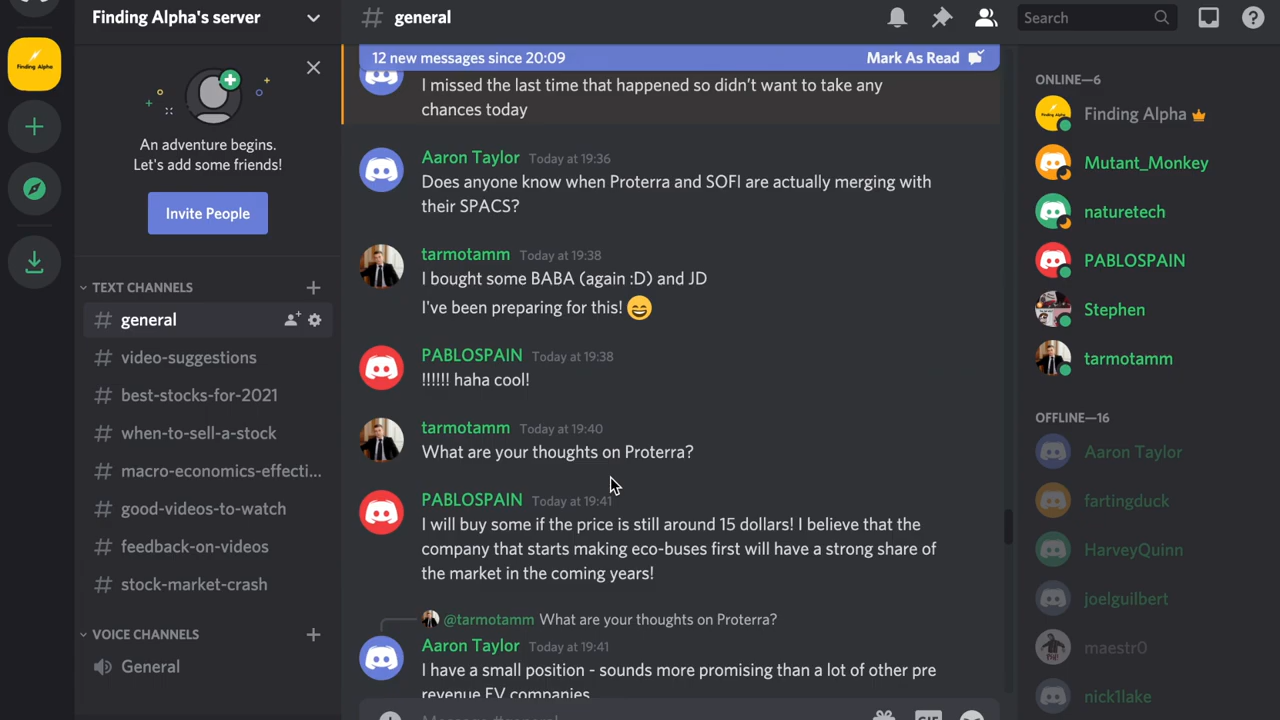 Finding Alpha's server
Finding Alpha
An adventure begins.
Let's add some friends!
Invite People
TEXT CHANNELS
general
video-suggestions
best-stocks-for-2021
when-to-sell-a-stock
macro-economics-effecti...
good-videos-to-watch
feedback-on-videos
stock-market-crash
VOICE CHANNELS
General
# general
Search
12 new messages since 20:09
Mark As Read
I missed the last time that happened so didn't want to take any
chances today
Aaron Taylor Today at 19:36
Does anyone know when Proterra and SOFI are actually merging with
their SPACS?
tarmotamm Today at 19:38
I bought some BABA (again :D) and JD
I've been preparing for this! 😄
PABLOSPAIN Today at 19:38
!!!!!! haha cool!
tarmotamm Today at 19:40
What are your thoughts on Proterra?
PABLOSPAIN Today at 19:41
I will buy some if the price is still around 15 dollars! I believe that the
company that starts making eco-buses first will have a strong share of
the market in the coming years!
@tarmotamm What are your thoughts on Proterra?
Aaron Taylor Today at 19:41
I have a small position - sounds more promising than a lot of other pre
revenue EV companies
ONLINE—6
Finding Alpha
Mutant_Monkey
naturetech
PABLOSPAIN
Stephen
tarmotamm
OFFLINE—16
Aaron Taylor
fartingduck
HarveyQuinn
joelguilbert
maestr0
nick1lake